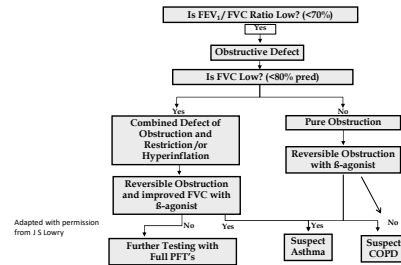 Is FEV₁/ FVC Ratio Low? (<70%)
Yes
Obstructive Defect
Is FVC Low? (<80% pred)
Yes
No
Combined Defect of
Obstruction and
Restriction /or
Hyperinflation
Pure Obstruction
Reversible Obstruction
with ß-agonist
Reversible Obstruction
and improved FVC with
ß-agonist
Adapted with permission
from J S Lowry
No
Yes
Yes
No
Further Testing with
Full PFT's
Suspect
Asthma
Suspect
COPD